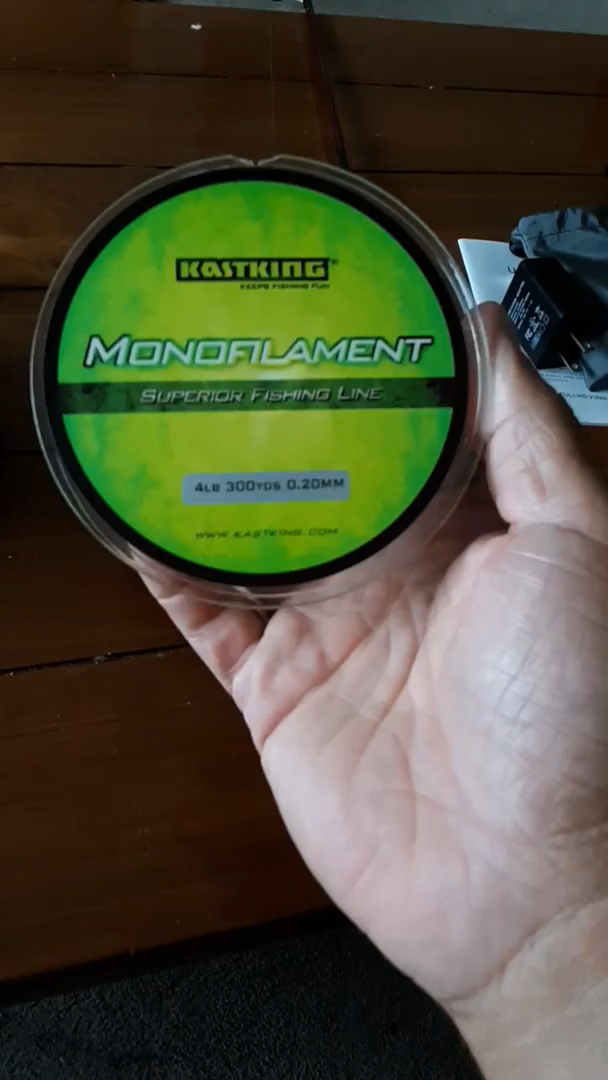 KASTKING®
KEEPS FISHING FUN
MONOFILAMENT
SUPERIOR FISHING LINE
4LB 300YDS 0.20MM
WWW.KASTKING.COM